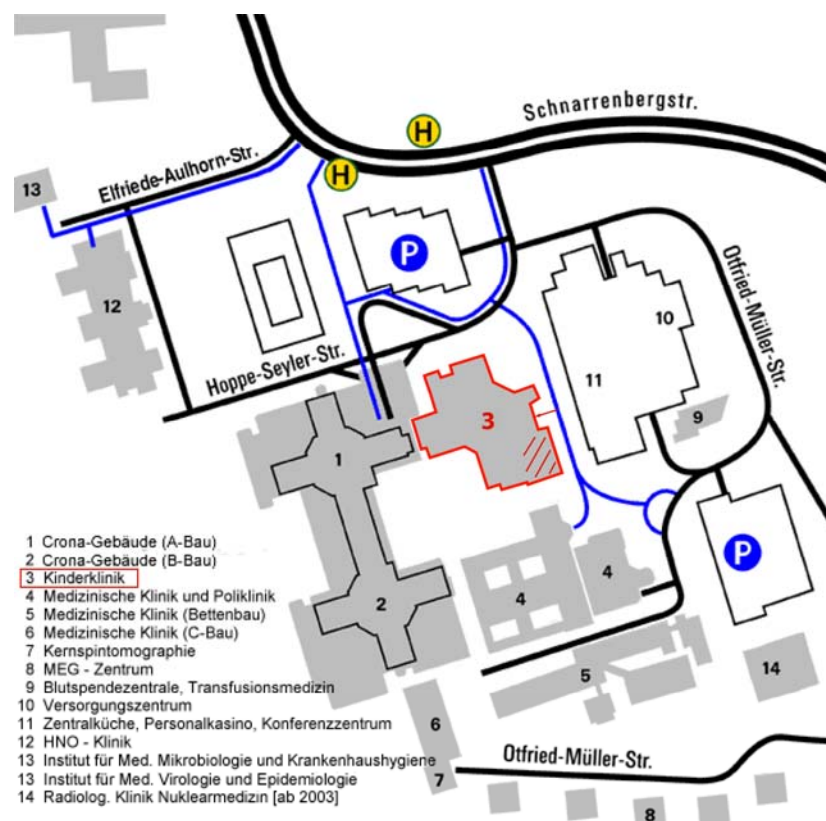 Schnarrenbergstr.
H
H
Elfriede-Aulhorn-Str.
13
P
12
Otfried-Müller-Str.
10
Hoppe-Seyler-Str.
11
3
9
1
P
4
4
2
5
14
6
Otfried-Müller-Str.
7
8
1 Crona-Gebäude (A-Bau)
2 Crona-Gebäude (B-Bau)
3 Kinderklinik
4 Medizinische Klinik und Poliklinik
5 Medizinische Klinik (Bettenbau)
6 Medizinische Klinik (C-Bau)
7 Kernspintomographie
8 MEG - Zentrum
9 Blutspendezentrale, Transfusionsmedizin
10 Versorgungszentrum
11 Zentralküche, Personalkasino, Konferenzzentrum
12 HNO - Klinik
13 Institut für Med. Mikrobiologie und Krankenhaushygiene
13 Institut für Med. Virologie und Epidemiologie
14 Radiolog. Klinik Nuklearmedizin [ab 2003]